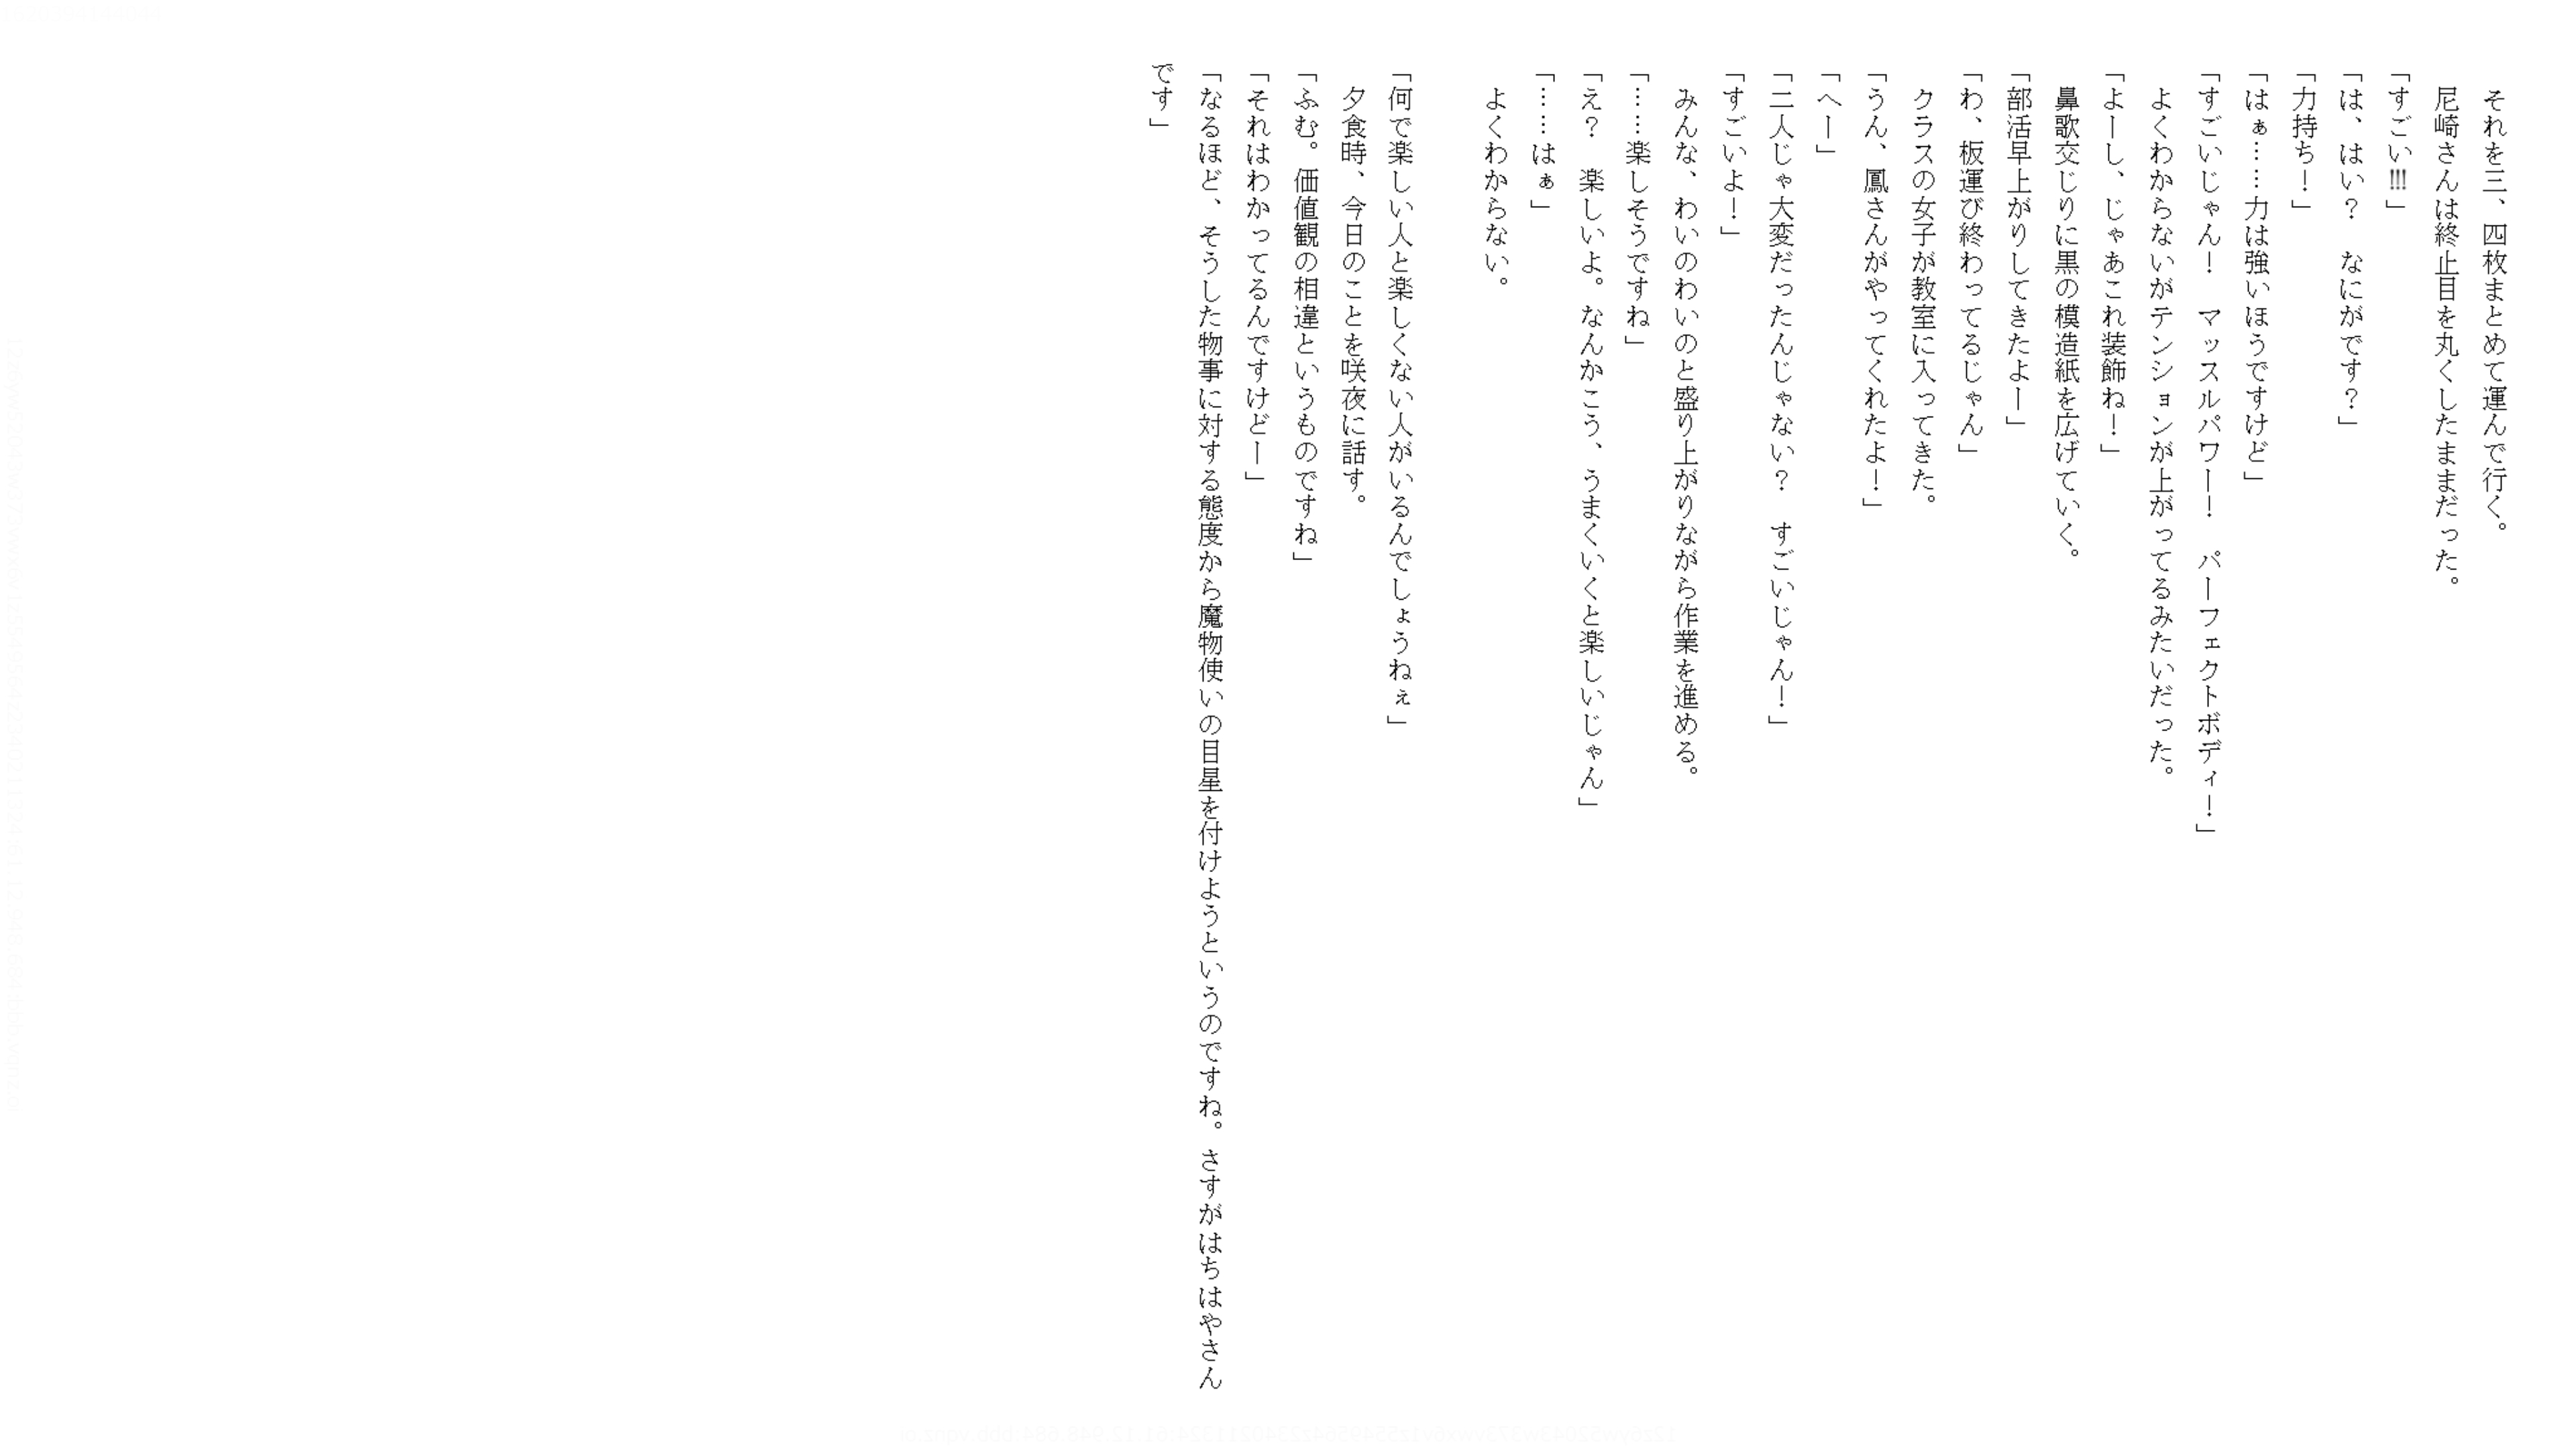 それを三、四枚まとめて運んで行く。
　尼崎さんは終止目を丸くしたままだった。
「すごい!!!」
「は、はい？　なにがです？」
「力持ち！」
「はぁ……力は強いほうですけど」
「すごいじゃん！　マッスルパワー！　パーフェクトボディ！」
　よくわからないがテンションが上がってるみたいだった。
「よーし、じゃあこれ装飾ね！」
　鼻歌交じりに黒の模造紙を広げていく。
「部活早上がりしてきたよー」
「わ、板運び終わってるじゃん」
　クラスの女子が教室に入ってきた。
「うん、鳳さんがやってくれたよ！」
「へー」
「二人じゃ大変だったんじゃない？　すごいじゃん！」
「すごいよ！」
　みんな、わいのわいのと盛り上がりながら作業を進める。
「……楽しそうですね」
「え？　楽しいよ。なんかこう、うまくいくと楽しいじゃん」
「……はぁ」
　よくわからない。
「何で楽しい人と楽しくない人がいるんでしょうねぇ」
　夕食時、今日のことを咲夜に話す。
「ふむ。価値観の相違というものですね」
「それはわかってるんですけどー」
「なるほど、そうした物事に対する態度から魔物使いの目星を付けようというのですね。さすがはちはやさん
です」